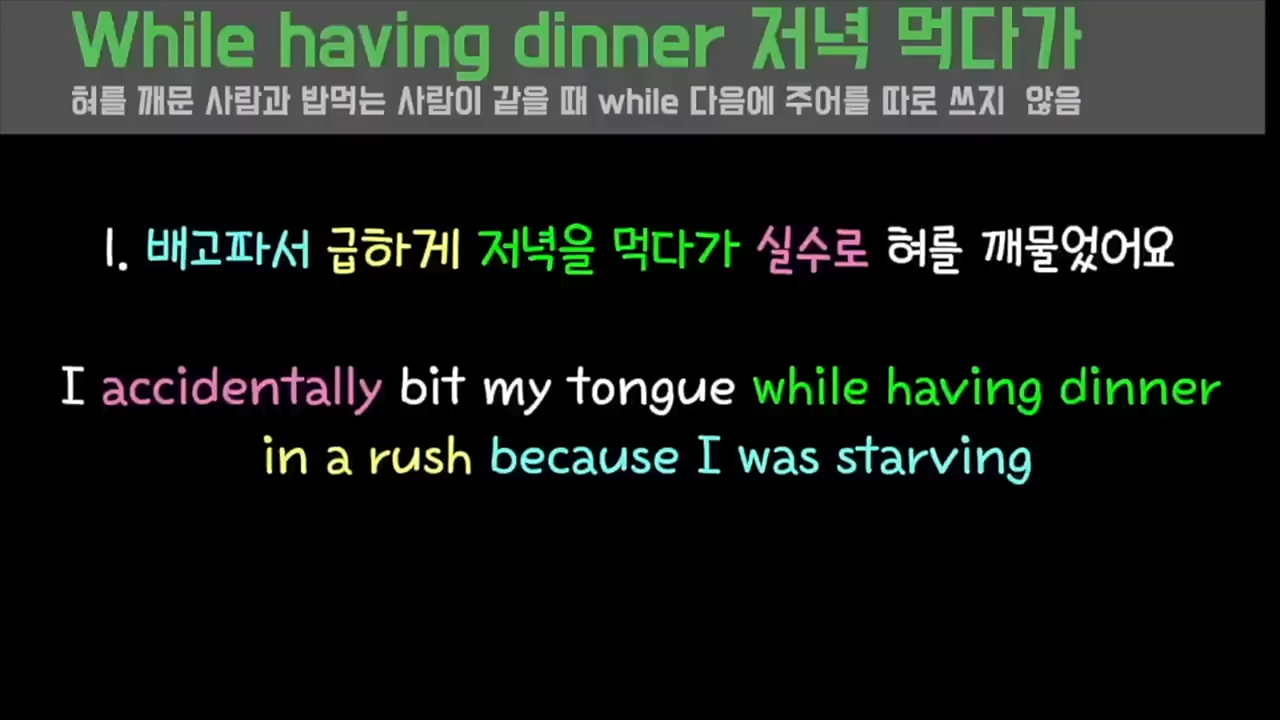 While having dinner 저녁 먹다가
혀를 깨문 사람과 밥먹는 사람이 같을 때 while 다음에 주어를 따로 쓰지 않음
1. 배고파서 급하게 저녁을 먹다가 실수로 혀를 깨물었어요
I accidentally bit my tongue while having dinner
in a rush because I was starving